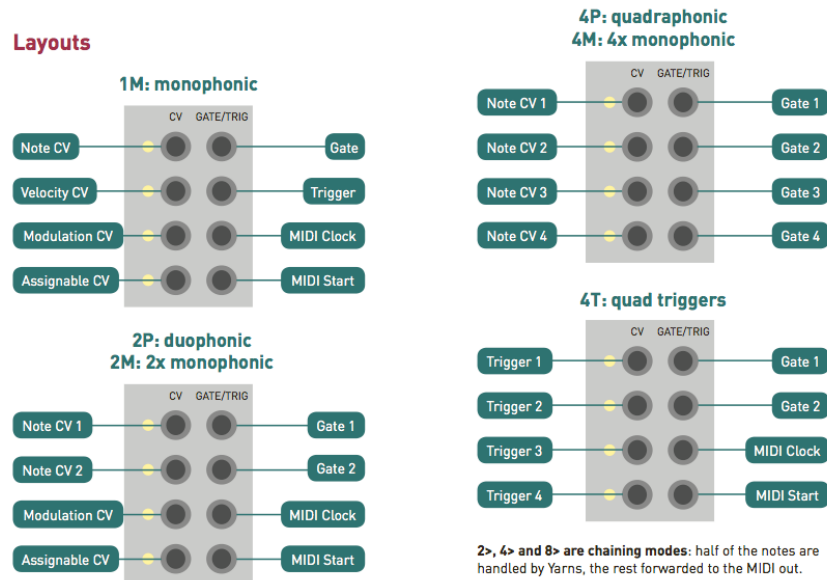 Layouts
1M: monophonic
CV GATE/TRIG
Note CV Gate
Velocity CV Trigger
Modulation CV MIDI Clock
Assignable CV MIDI Start
2P: duophonic
2M: 2x monophonic
CV GATE/TRIG
Note CV 1 Gate 1
Note CV 2 Gate 2
Modulation CV MIDI Clock
Assignable CV MIDI Start
4P: quadraphonic
4M: 4x monophonic
CV GATE/TRIG
Note CV 1 Gate 1
Note CV 2 Gate 2
Note CV 3 Gate 3
Note CV 4 Gate 4
4T: quad triggers
CV GATE/TRIG
Trigger 1 Gate 1
Trigger 2 Gate 2
Trigger 3 MIDI Clock
Trigger 4 MIDI Start
2>, 4> and 8> are chaining modes: half of the notes are
handled by Yarns, the rest forwarded to the MIDI out.